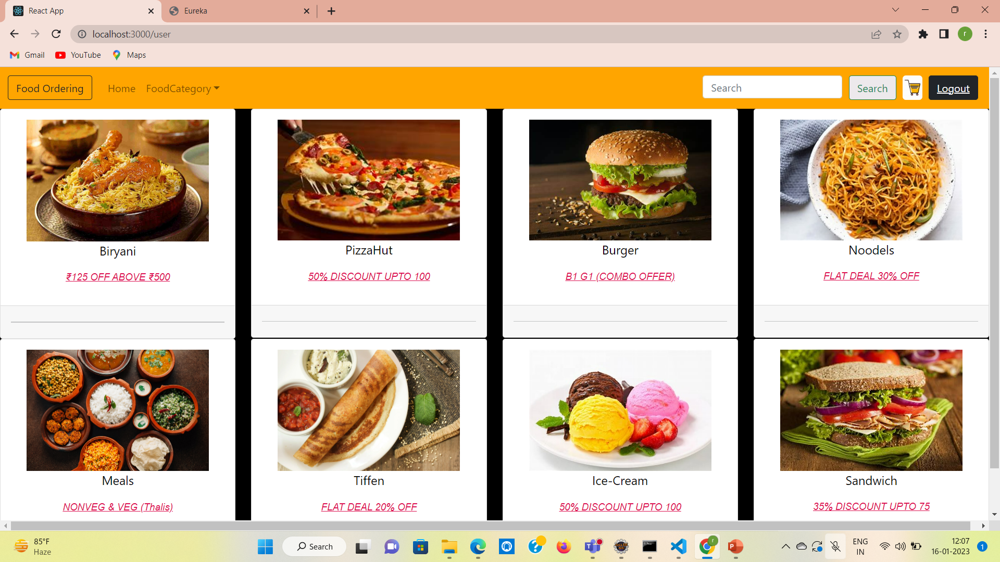 React App
Eureka
localhost:3000/user
r
Gmail
YouTube
Maps
Food Ordering
Home
FoodCategory
Search
Search
Logout
Biryani
PizzaHut
Burger
Noodels
₹125 OFF ABOVE ₹500
50% DISCOUNT UPTO 100
B1 G1 (COMBO OFFER)
FLAT DEAL 30% OFF
Meals
Tiffen
Ice-Cream
Sandwich
NONVEG & VEG (Thalis)
FLAT DEAL 20% OFF
50% DISCOUNT UPTO 100
35% DISCOUNT UPTO 75
85°F
Haze
Search
ENG
IN
12:07
16-01-2023
1